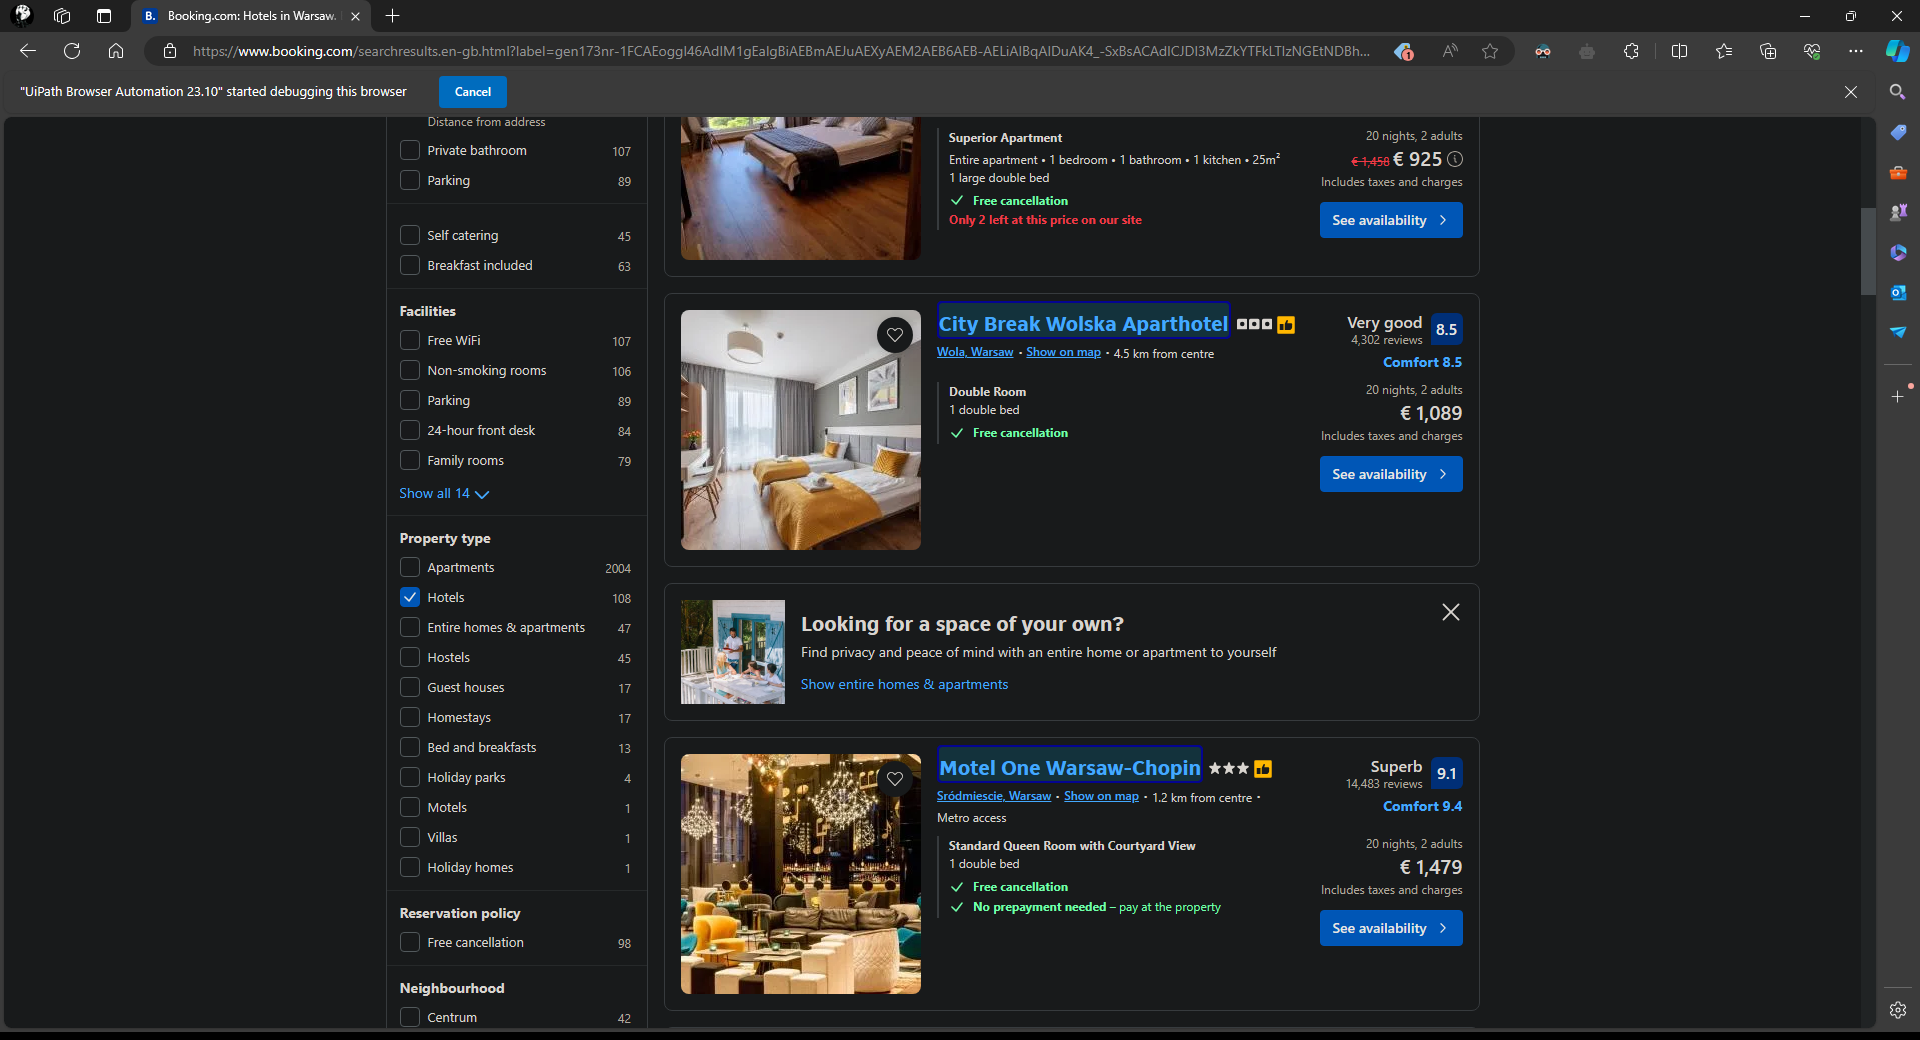 Booking.com: Hotels in Warsaw.
https://www.booking.com/searchresults.en-gb.html?label=gen173nr-1FCAEoggI46AdIM1gEaIgBiAEBmAEJuAEXyAEM2AEB6AEB-AELiAIBqAIDuAK4_-SxBsACAdICJDI3MzZkYTFkLTIzNGEtNDBh...
1
"UiPath Browser Automation 23.10" started debugging this browser
Cancel
Distance from address
Private bathroom 107
Parking 89
Self catering 45
Breakfast included 63
Facilities
Free WiFi 107
Non-smoking rooms 106
Parking 89
24-hour front desk 84
Family rooms 79
Show all 14
Property type
Apartments 2004
Hotels 108
Entire homes & apartments 47
Hostels 45
Guest houses 17
Homestays 17
Bed and breakfasts 13
Holiday parks 4
Motels 1
Villas 1
Holiday homes 1
Reservation policy
Free cancellation 98
Neighbourhood
Centrum 42
Superior Apartment
Entire apartment • 1 bedroom • 1 bathroom • 1 kitchen • 25m²
1 large double bed
Free cancellation
Only 2 left at this price on our site
20 nights, 2 adults
€ 1,458 € 925
Includes taxes and charges
See availability
City Break Wolska Aparthotel
Wola, Warsaw • Show on map • 4.5 km from centre
Double Room
1 double bed
Free cancellation
Very good 8.5
4,302 reviews
Comfort 8.5
20 nights, 2 adults
€ 1,089
Includes taxes and charges
See availability
Looking for a space of your own?
Find privacy and peace of mind with an entire home or apartment to yourself
Show entire homes & apartments
Motel One Warsaw-Chopin
Sródmiescie, Warsaw • Show on map • 1.2 km from centre •
Metro access
Standard Queen Room with Courtyard View
1 double bed
Free cancellation
No prepayment needed – pay at the property
Superb 9.1
14,483 reviews
Comfort 9.4
20 nights, 2 adults
€ 1,479
Includes taxes and charges
See availability